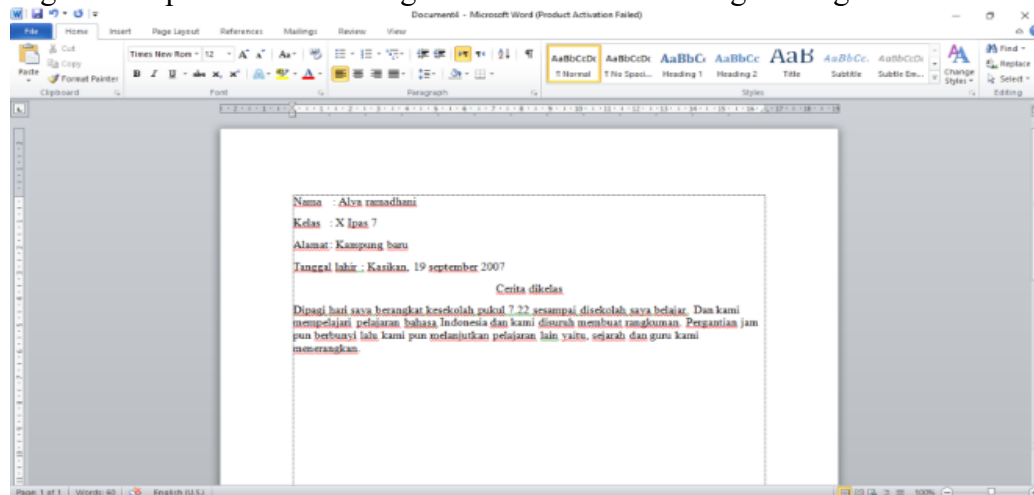 Document4 - Microsoft Word (Product Activation Failed)
File Home Insert Page Layout References Mailings Review View
Cut
Copy
Format Painter
Paste
Clipboard
Times New Rom 12
Font
Paragraph
AaBbCcDc AaBbCcDc AaBbC AaBbCc AaB AaBbCc. AaBbCcDc
¶ Normal ¶ No Spaci... Heading 1 Heading 2 Title Subtitle Subtle Em...
Change Styles
Styles
Find
Replace
Select
Editing
Nama : Alya ramadhani
Kelas : X Ipas 7
Alamat : Kampung baru
Tanggal lahir : Kasikan, 19 september 2007
Cerita dikelas
Dipagi hari saya berangkat kesekolah pukul 7.22 sesampai disekolah saya belajar. Dan kami
mempelajari pelajaran bahasa Indonesia dan kami disuruh membuat rangkuman. Pergantian jam
pun berbunyi lalu kami pun melanjutkan pelajaran lain yaitu, sejarah dan guru kami
menerangkan.
Page: 1 of 1 Words: 60 English (U.S.) 100%